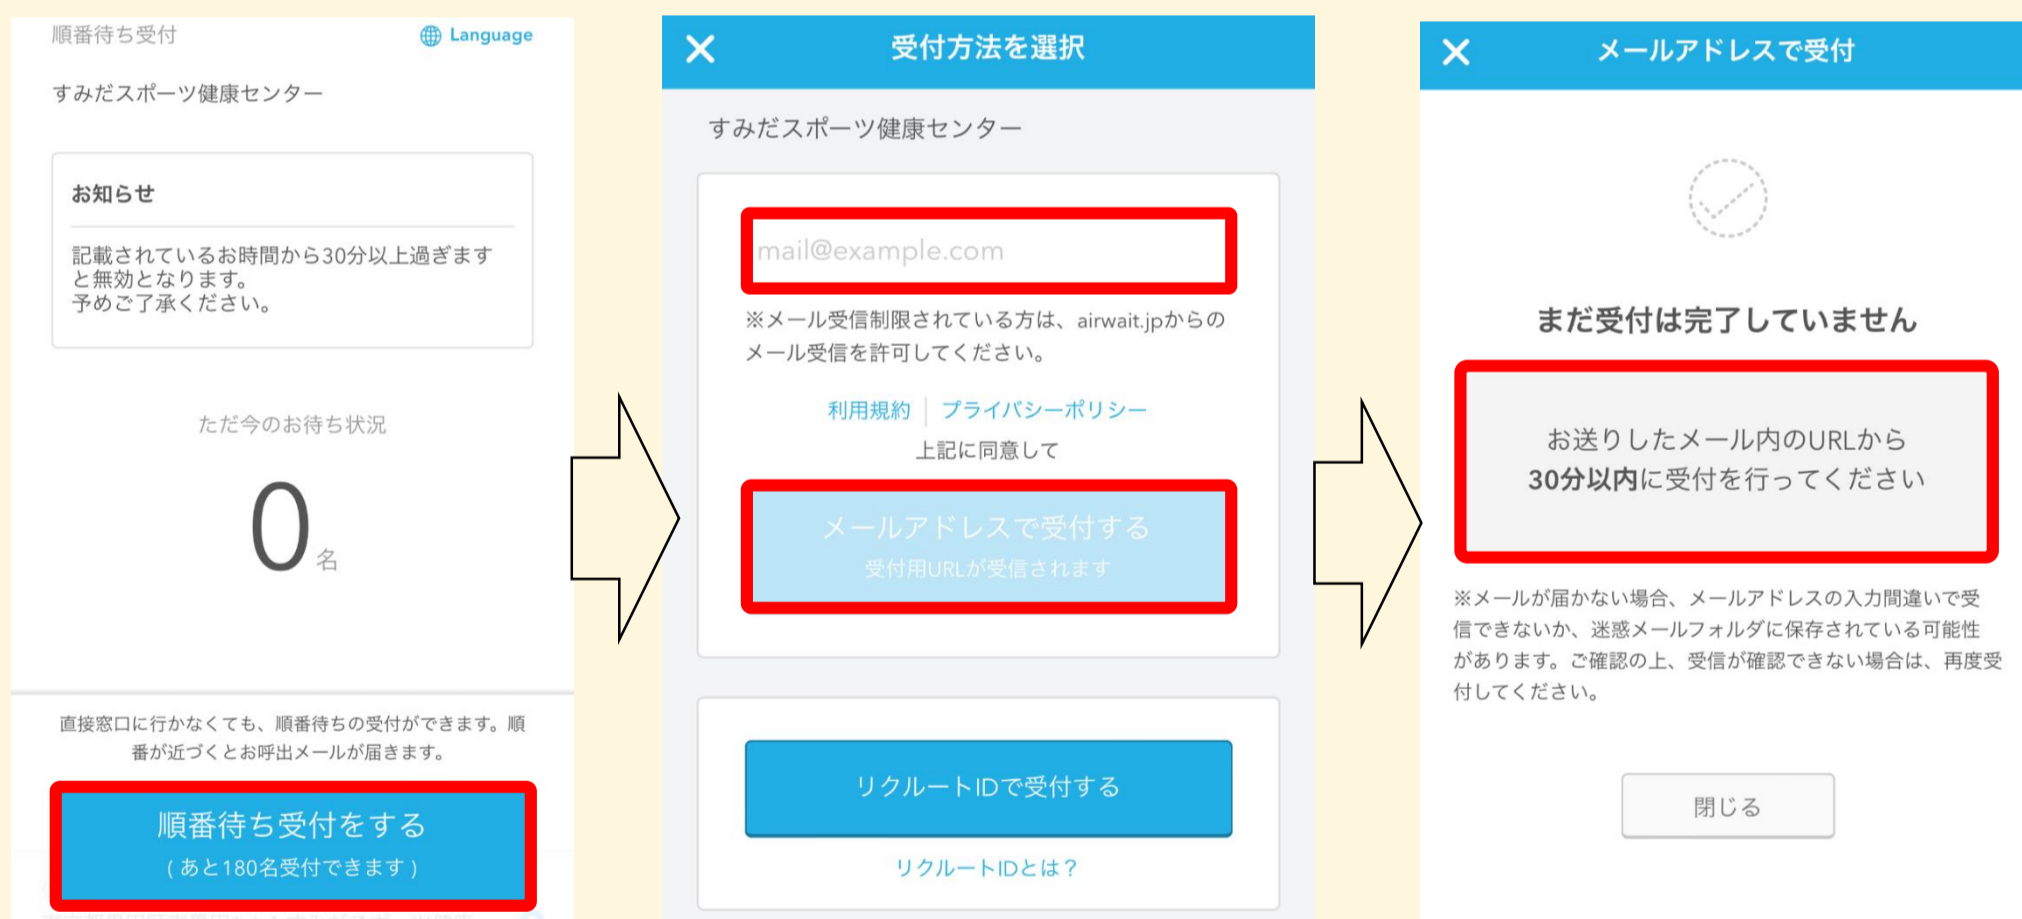 順番待ち受付
Language
すみだスポーツ健康センター
お知らせ
記載されているお時間から30分以上過ぎます
と無効となります。
予めご了承ください。
ただ今のお待ち状況
0名
直接窓口に行かなくても、順番待ちの受付ができます。順
番が近づくとお呼出メールが届きます。
順番待ち受付をする
(あと180名受付できます)
受付方法を選択
すみだスポーツ健康センター
mail@example.com
※メール受信制限されている方は、airwait.jpからの
メール受信を許可してください。
利用規約 | プライバシーポリシー
上記に同意して
メールアドレスで受付する
受付用URLが受信されます
リクルートIDで受付する
リクルートIDとは？
メールアドレスで受付
まだ受付は完了していません
お送りしたメール内のURLから
30分以内に受付を行ってください
※メールが届かない場合、メールアドレスの入力間違いで受
信できないか、迷惑メールフォルダに保存されている可能性
があります。ご確認の上、受信が確認できない場合は、再度受
付してください。
閉じる